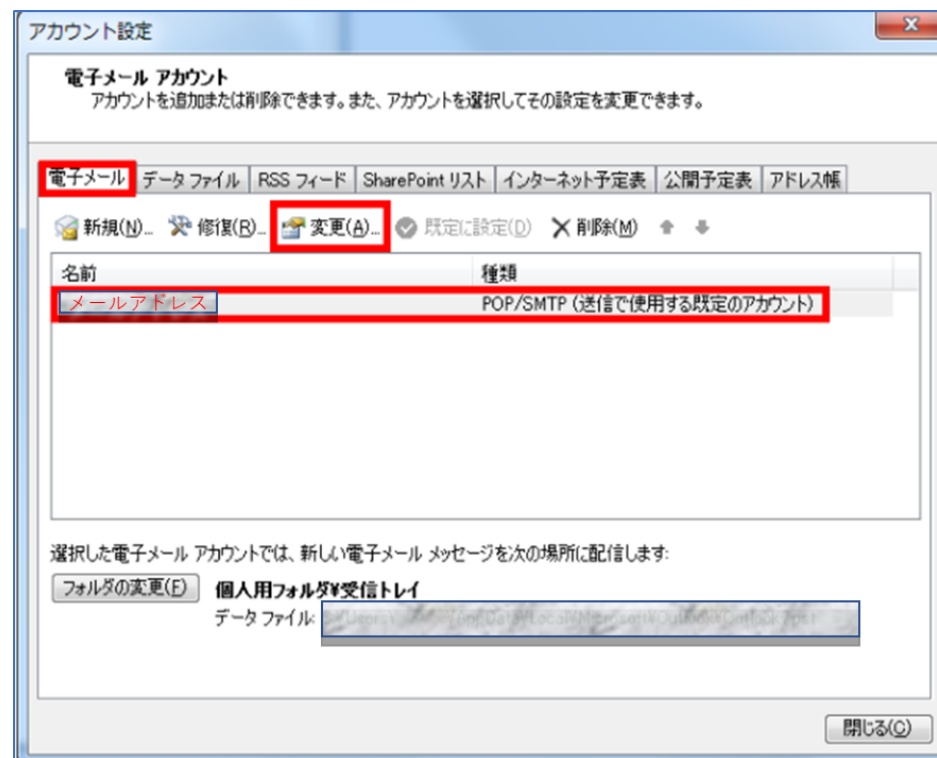 アカウント設定
電子メール アカウント
アカウントを追加または削除できます。また、アカウントを選択してその設定を変更できます。
電子メール データ ファイル RSS フィード SharePoint リスト インターネット予定表 公開予定表 アドレス帳
新規(N)... 修復(R)... 変更(A)... 既定に設定(D) 削除(M)
名前 種類
メールアドレス POP/SMTP (送信で使用する既定のアカウント)
選択した電子メール アカウントでは、新しい電子メール メッセージを次の場所に配信します:
フォルダの変更(F) 個人用フォルダ¥受信トレイ
データ ファイル:
閉じる(C)